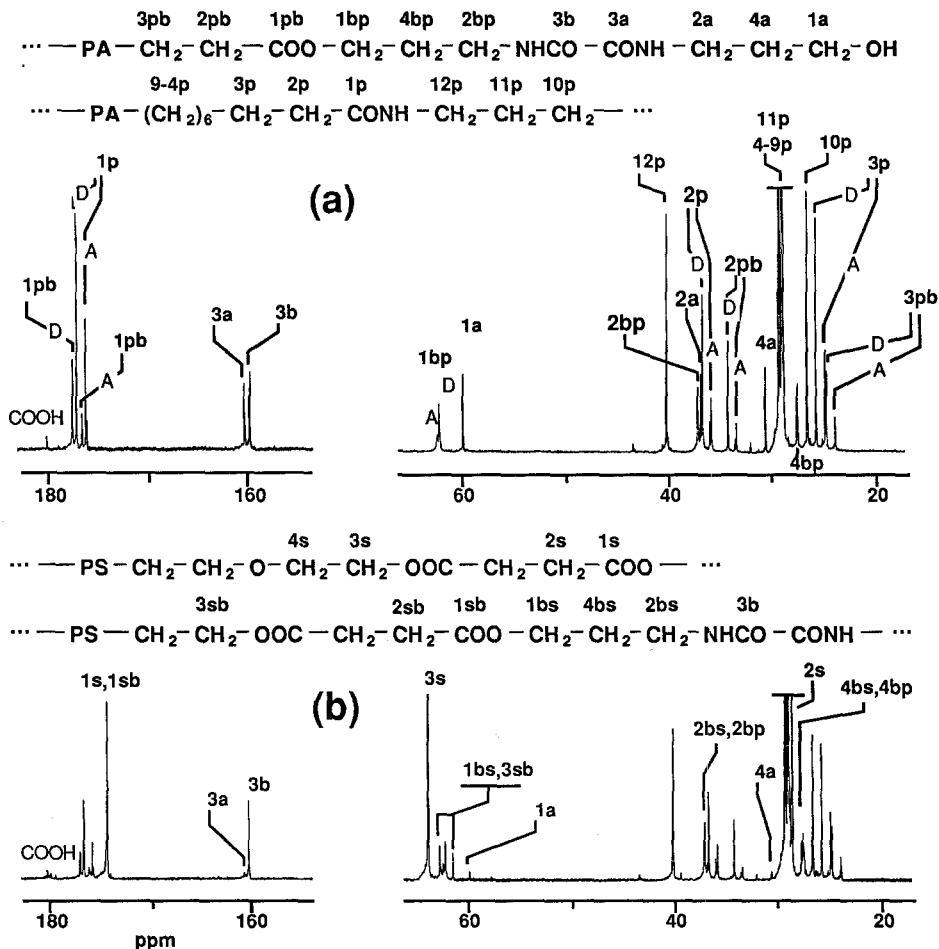 3pb 2pb 1pb 1bp 4bp 2bp 3b 3a 2a 4a 1a
··· — PA — CH2 — CH2 — COO — CH2 — CH2 — CH2 — NHCO — CONH — CH2 — CH2 — CH2 — OH
9-4p 3p 2p 1p 12p 11p 10p
··· — PA — (CH2)6 — CH2 — CH2 — CONH — CH2 — CH2 — CH2 — ···
(a)
1p
D
A
1pb
D
1pb
A
COOH
3a
3b
1bp
D
A
1a
12p
2p
D
A
2a
2bp
2pb
D
A
4a
11p
4-9p
10p
D
3p
A
3pb
D
A
4bp
180 160 60 40 20
4s 3s 2s 1s
··· — PS — CH2 — CH2 — O — CH2 — CH2 — OOC — CH2 — CH2 — COO — ···
3sb 2sb 1sb 1bs 4bs 2bs 3b
··· — PS — CH2 — CH2 — OOC — CH2 — CH2 — COO — CH2 — CH2 — CH2 — NHCO — CONH — ···
(b)
1s,1sb
COOH
3a
3b
3s
1bs,3sb
1a
2bs,2bp
4a
2s
4bs,4bp
180 160 60 40 20
ppm